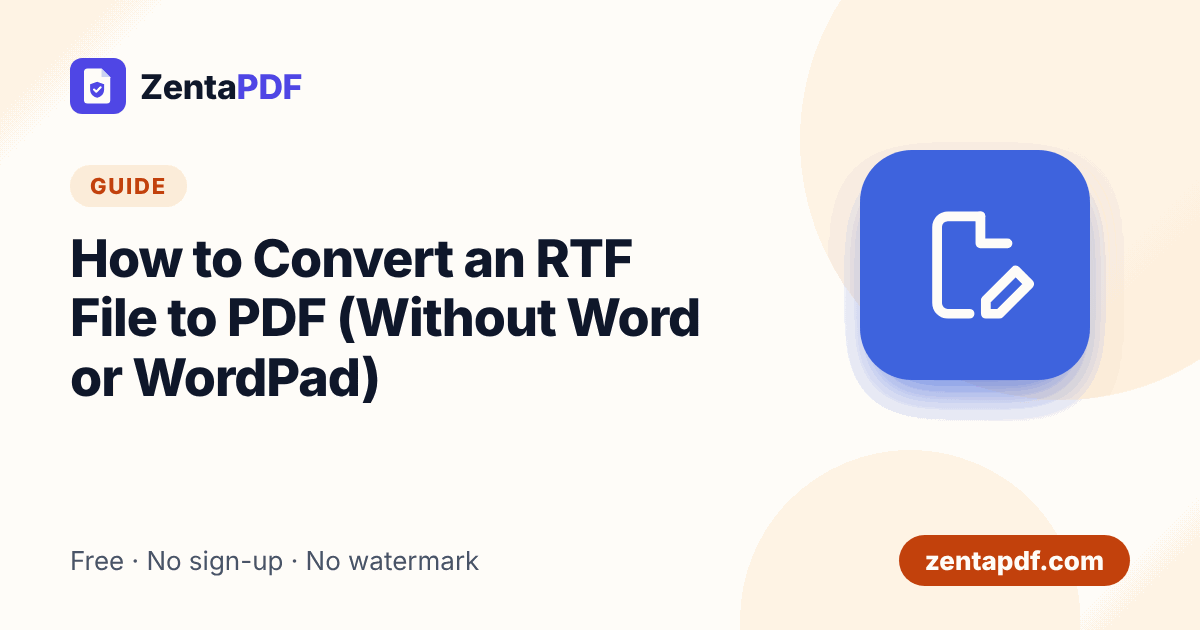 ZentaPDF
GUIDE
How to Convert an RTF
File to PDF (Without Word
or WordPad)
Free · No sign-up · No watermark
zentapdf.com